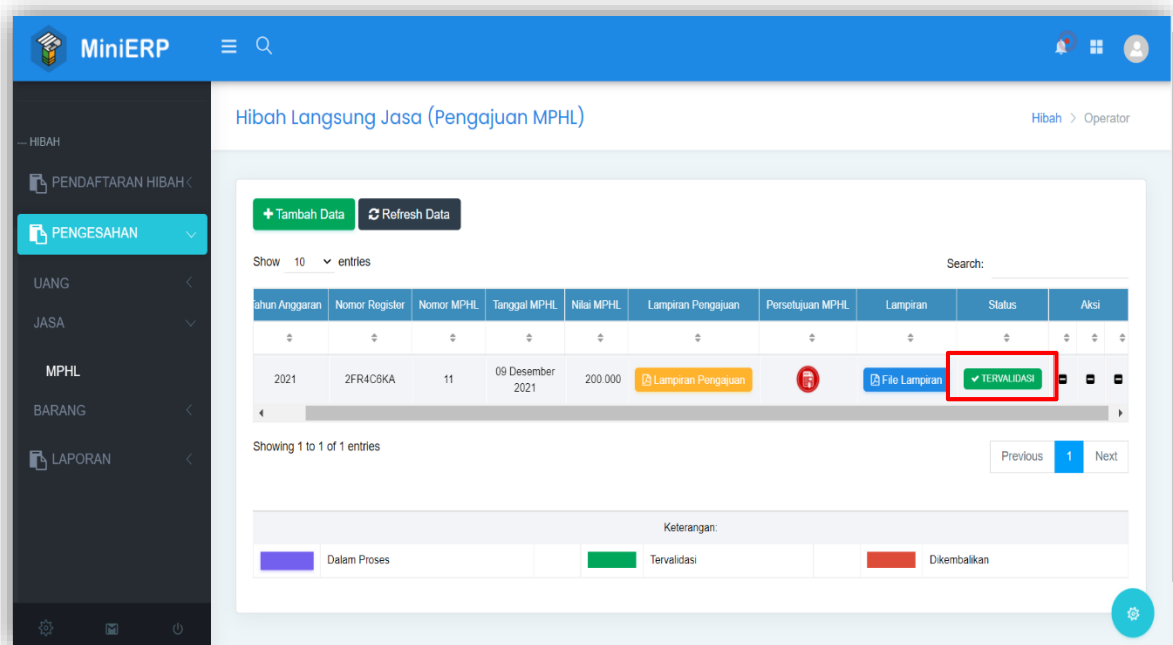 MiniERP
Hibah Langsung Jasa (Pengajuan MPHL)
Hibah > Operator
--- HIBAH
PENDAFTARAN HIBAH
PENGESAHAN
UANG
JASA
MPHL
BARANG
LAPORAN
+ Tambah Data
Refresh Data
Show 10 entries
Search:
ahun Anggaran Nomor Register Nomor MPHL Tanggal MPHL Nilai MPHL Lampiran Pengajuan Persetujuan MPHL Lampiran Status Aksi
2021 2FR4C6KA 11 09 Desember 2021 200.000 Lampiran Pengajuan File Lampiran TERVALIDASI
Showing 1 to 1 of 1 entries
Previous 1 Next
Keterangan:
Dalam Proses Tervalidasi Dikembalikan